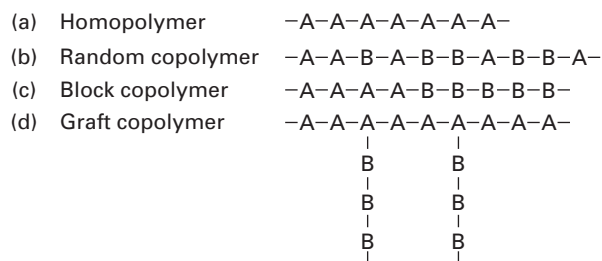 (a) Homopolymer –A–A–A–A–A–A–A–
(b) Random copolymer –A–A–B–A–B–B–A–B–B–A–
(c) Block copolymer –A–A–A–A–B–B–B–B–B–
(d) Graft copolymer –A–A–A–A–A–A–A–A–A–
B B
B B
B B